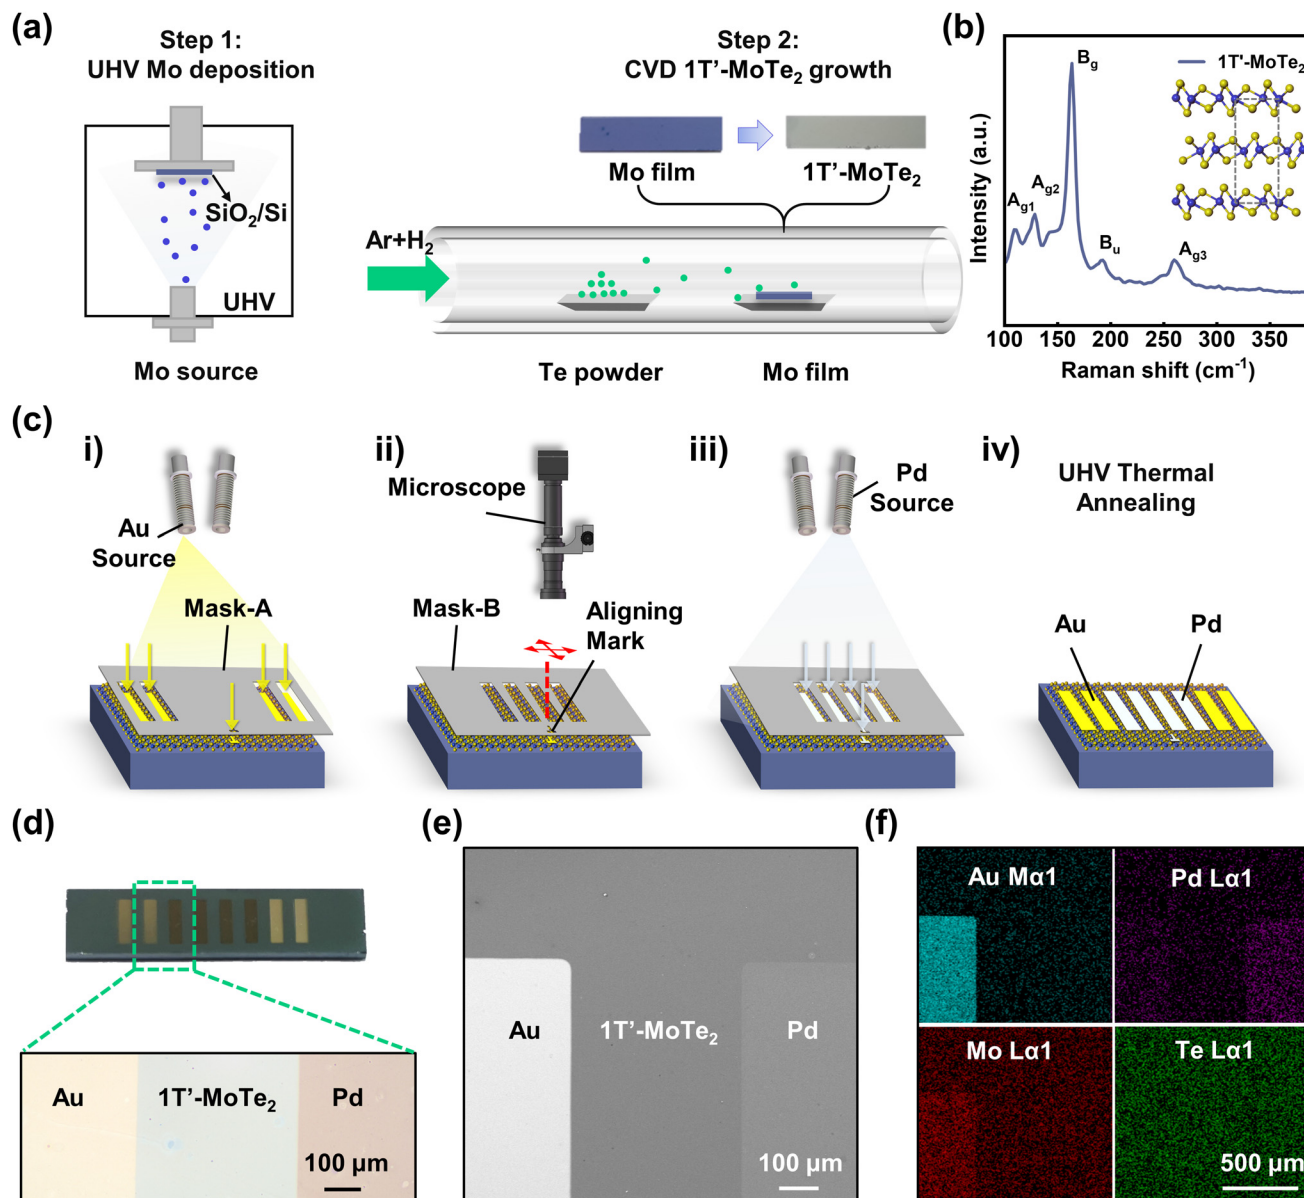 (a)
Step 1:
UHV Mo deposition
SiO₂/Si
UHV
Mo source
Step 2:
CVD 1T’-MoTe₂ growth
Mo film
1T’-MoTe₂
Ar+H₂
Te powder
Mo film
(b)
Intensity (a.u.)
1T'-MoTe₂
Bg
Ag1
Ag2
Bu
Ag3
100
150
200
250
300
350
Raman shift (cm⁻¹)
(c)
i)
Au
Source
Mask-A
ii)
Microscope
Mask-B
Aligning
Mark
iii)
Pd
Source
iv)
UHV Thermal
Annealing
Au
Pd
(d)
Au
1T’-MoTe₂
Pd
100 µm
(e)
Au
1T’-MoTe₂
Pd
100 µm
(f)
Au Mα1
Pd Lα1
Mo Lα1
Te Lα1
500 µm